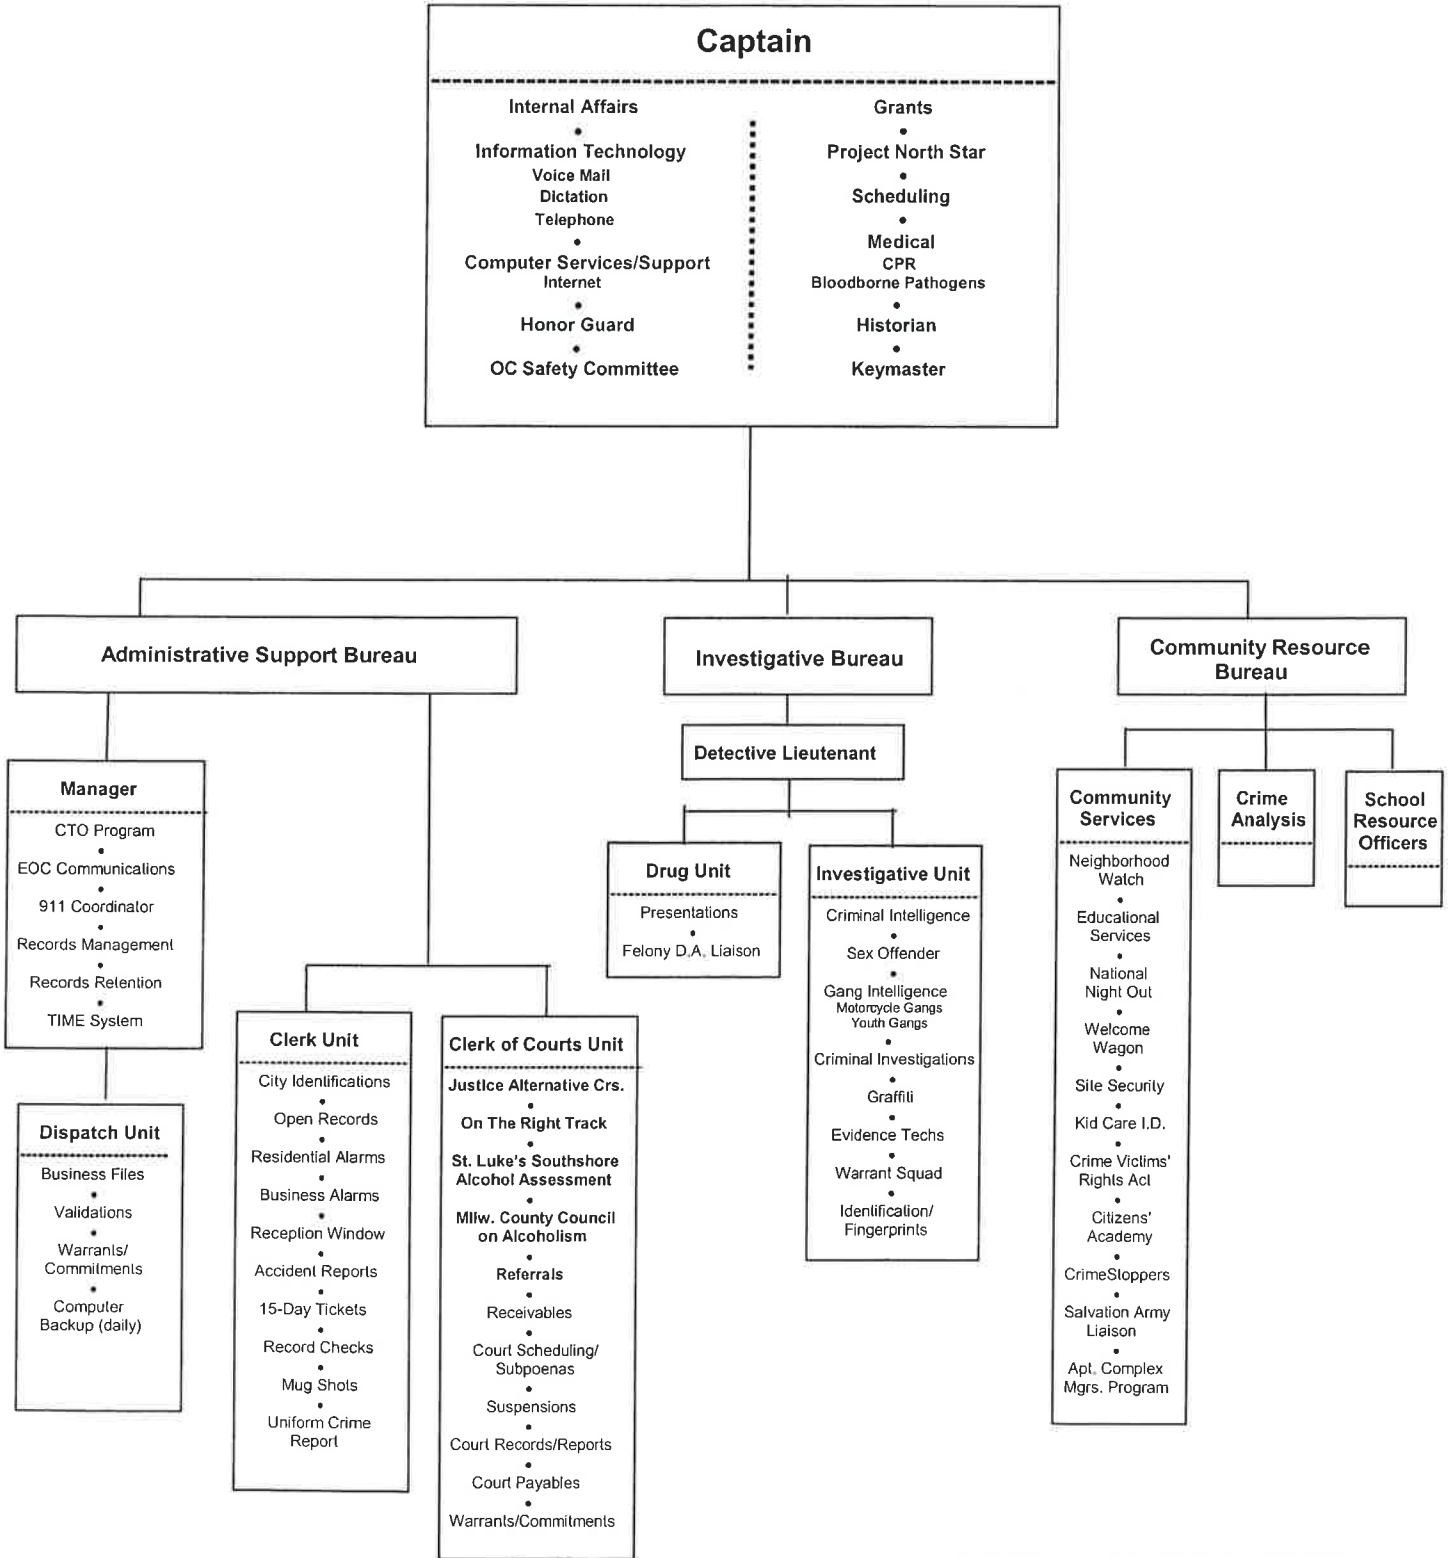 Captain
Internal Affairs
•
Information Technology
Voice Mail
Dictation
Telephone
•
Computer Services/Support
Internet
•
Honor Guard
•
OC Safety Committee
Grants
•
Project North Star
•
Scheduling
•
Medical
CPR
Bloodborne Pathogens
•
Historian
•
Keymaster
Administrative Support Bureau
Manager
CTO Program
•
EOC Communications
•
911 Coordinator
•
Records Management
•
Records Retention
•
TIME System
Dispatch Unit
Business Files
•
Validations
•
Warrants/
Commitments
•
Computer
Backup (daily)
Clerk Unit
City Identifications
•
Open Records
•
Residential Alarms
•
Business Alarms
•
Reception Window
•
Accident Reports
•
15-Day Tickets
•
Record Checks
•
Mug Shots
•
Uniform Crime
Report
Clerk of Courts Unit
Justice Alternative Crs.
•
On The Right Track
•
St. Luke's Southshore
Alcohol Assessment
•
Milw. County Council
on Alcoholism
•
Referrals
•
Receivables
•
Court Scheduling/
Subpoenas
•
Suspensions
•
Court Records/Reports
•
Court Payables
•
Warrants/Commitments
Investigative Bureau
Detective Lieutenant
Drug Unit
Presentations
•
Felony D.A. Liaison
Investigative Unit
Criminal Intelligence
•
Sex Offender
•
Gang Intelligence
Motorcycle Gangs
Youth Gangs
•
Criminal Investigations
•
Graffiti
•
Evidence Techs
•
Warrant Squad
•
Identification/
Fingerprints
Community Resource
Bureau
Community
Services
Neighborhood
Watch
•
Educational
Services
•
National
Night Out
•
Welcome
Wagon
•
Site Security
•
Kid Care I.D.
•
Crime Victims'
Rights Act
•
Citizens'
Academy
•
CrimeStoppers
•
Salvation Army
Liaison
•
Apt. Complex
Mgrs. Program
Crime
Analysis
School
Resource
Officers